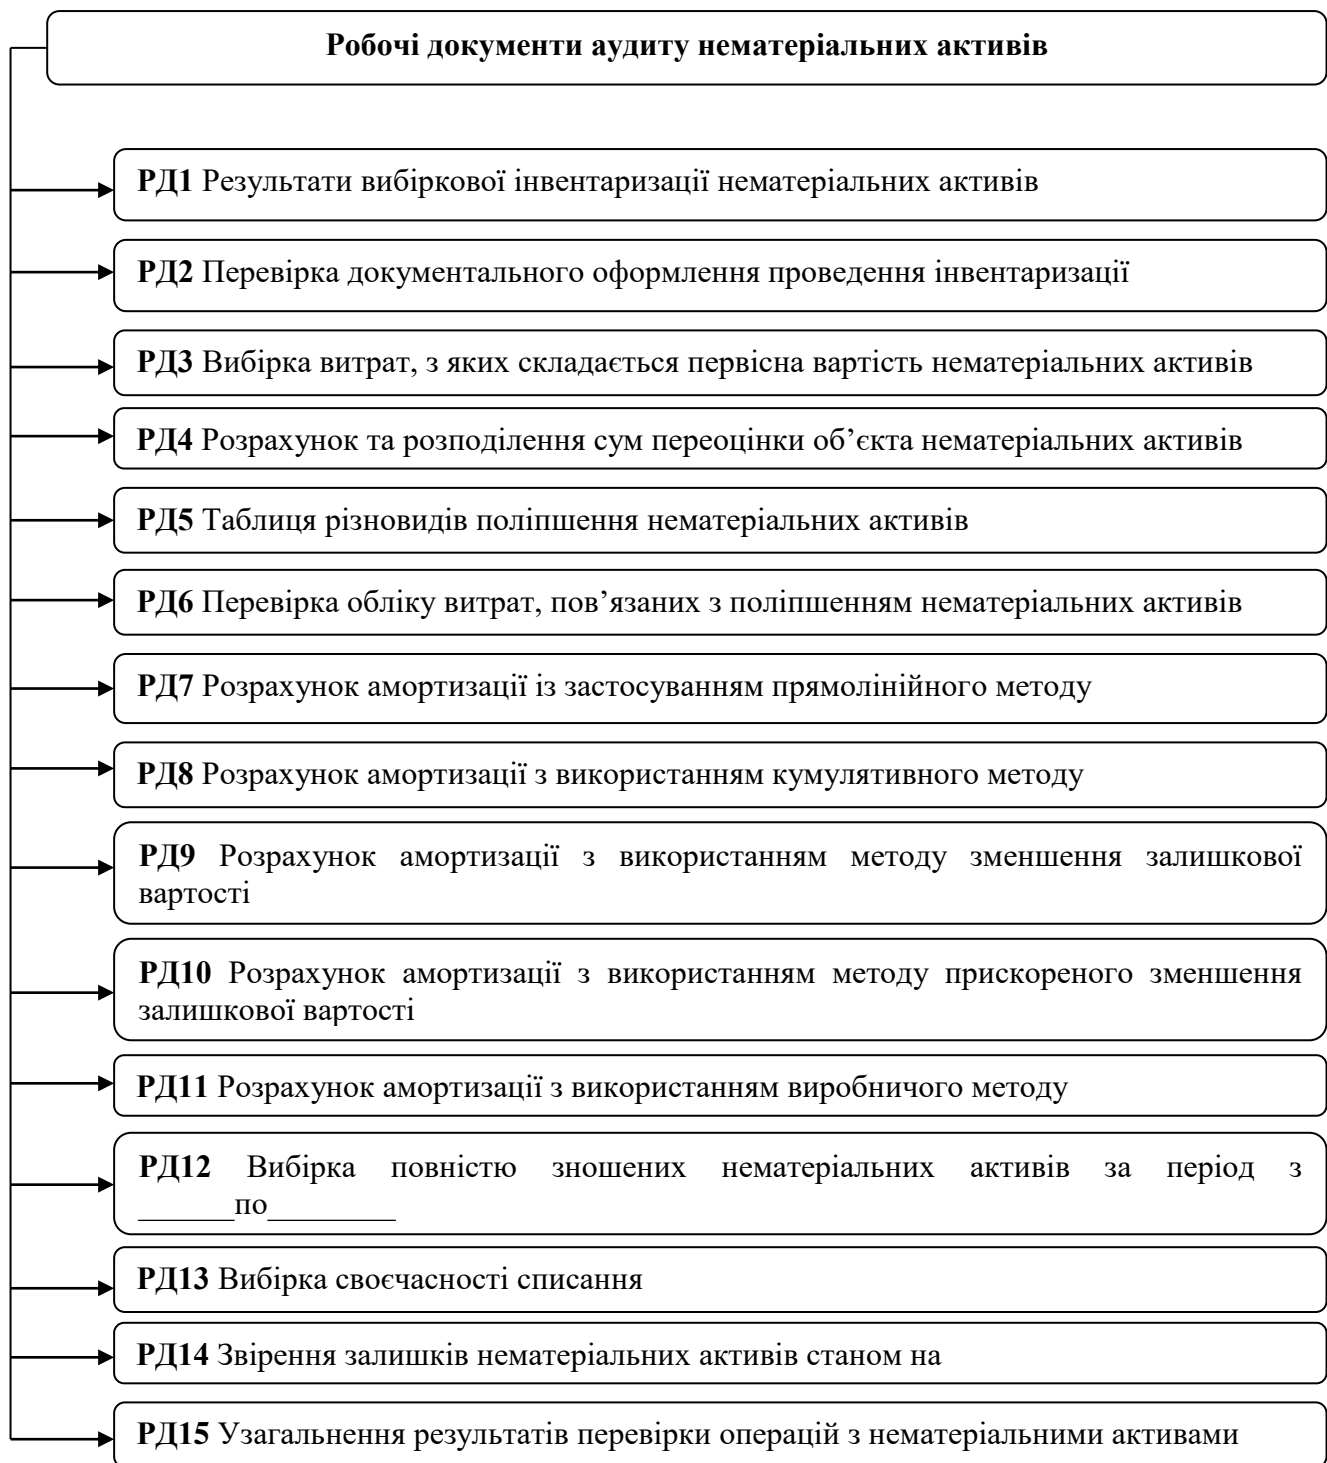 Робочі документи аудиту нематеріальних активів
РД1 Результати вибіркової інвентаризації нематеріальних активів
РД2 Перевірка документального оформлення проведення інвентаризації
РД3 Вибірка витрат, з яких складається первісна вартість нематеріальних активів
РД4 Розрахунок та розподілення сум переоцінки об’єкта нематеріальних активів
РД5 Таблиця різновидів поліпшення нематеріальних активів
РД6 Перевірка обліку витрат, пов’язаних з поліпшенням нематеріальних активів
РД7 Розрахунок амортизації із застосуванням прямолінійного методу
РД8 Розрахунок амортизації з використанням кумулятивного методу
РД9 Розрахунок амортизації з використанням методу зменшення залишкової
вартості
РД10 Розрахунок амортизації з використанням методу прискореного зменшення
залишкової вартості
РД11 Розрахунок амортизації з використанням виробничого методу
РД12 Вибірка повністю зношених нематеріальних активів за період з
______по________
РД13 Вибірка своєчасності списання
РД14 Звірення залишків нематеріальних активів станом на
РД15 Узагальнення результатів перевірки операцій з нематеріальними активами